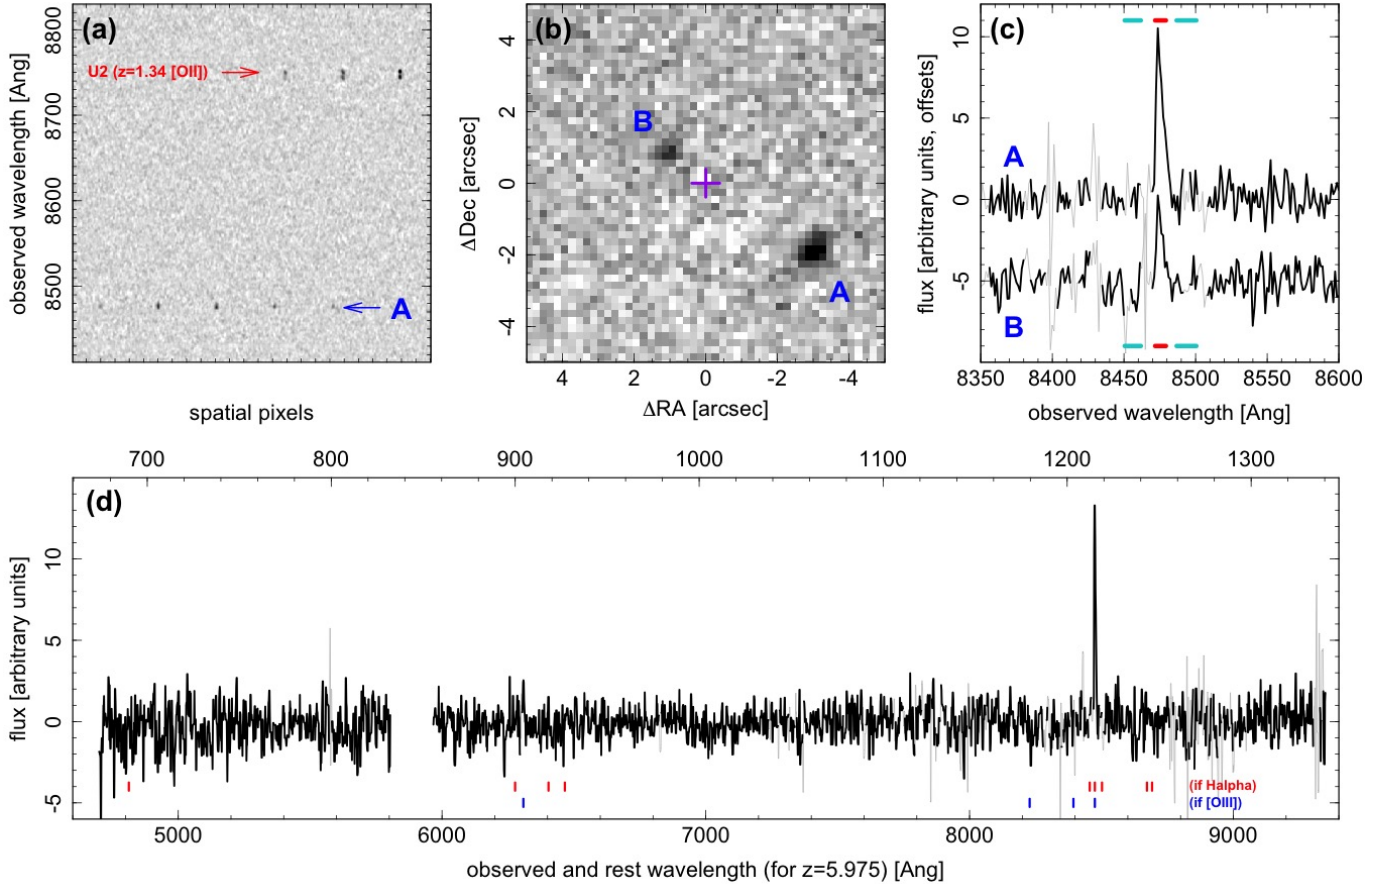 (a)
U2 (z=1.34 [OII])
A
8800
8700
8600
8500
observed wavelength [Ang]
spatial pixels
(b)
B
A
4
2
0
-2
-4
ΔDec [arcsec]
4 2 0 -2 -4
ΔRA [arcsec]
(c)
A
B
10
5
0
-5
flux [arbitrary units, offsets]
8350 8400 8450 8500 8550 8600
observed wavelength [Ang]
700 800 900 1000 1100 1200 1300
(d)
10
5
0
-5
flux [arbitrary units]
(if Halpha)
(if [OIII])
5000 6000 7000 8000 9000
observed and rest wavelength (for z=5.975) [Ang]